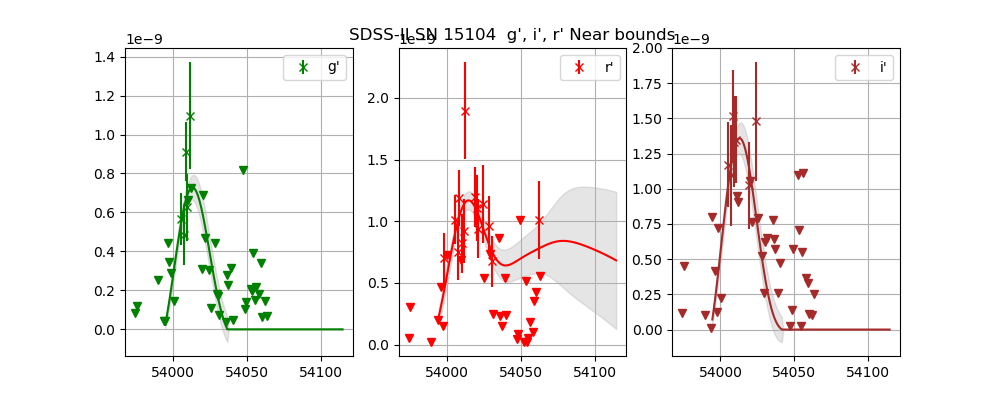 SDSS-II SN 15104 g', i', r' Near bounds
1e−9 1e−9 1e−9
g' r' i'
1.4 1.2 1.0 0.8 0.6 0.4 0.2 0.0
2.0 1.5 1.0 0.5 0.0
2.00 1.75 1.50 1.25 1.00 0.75 0.50 0.25 0.00
54000 54050 54100 54000 54050 54100 54000 54050 54100